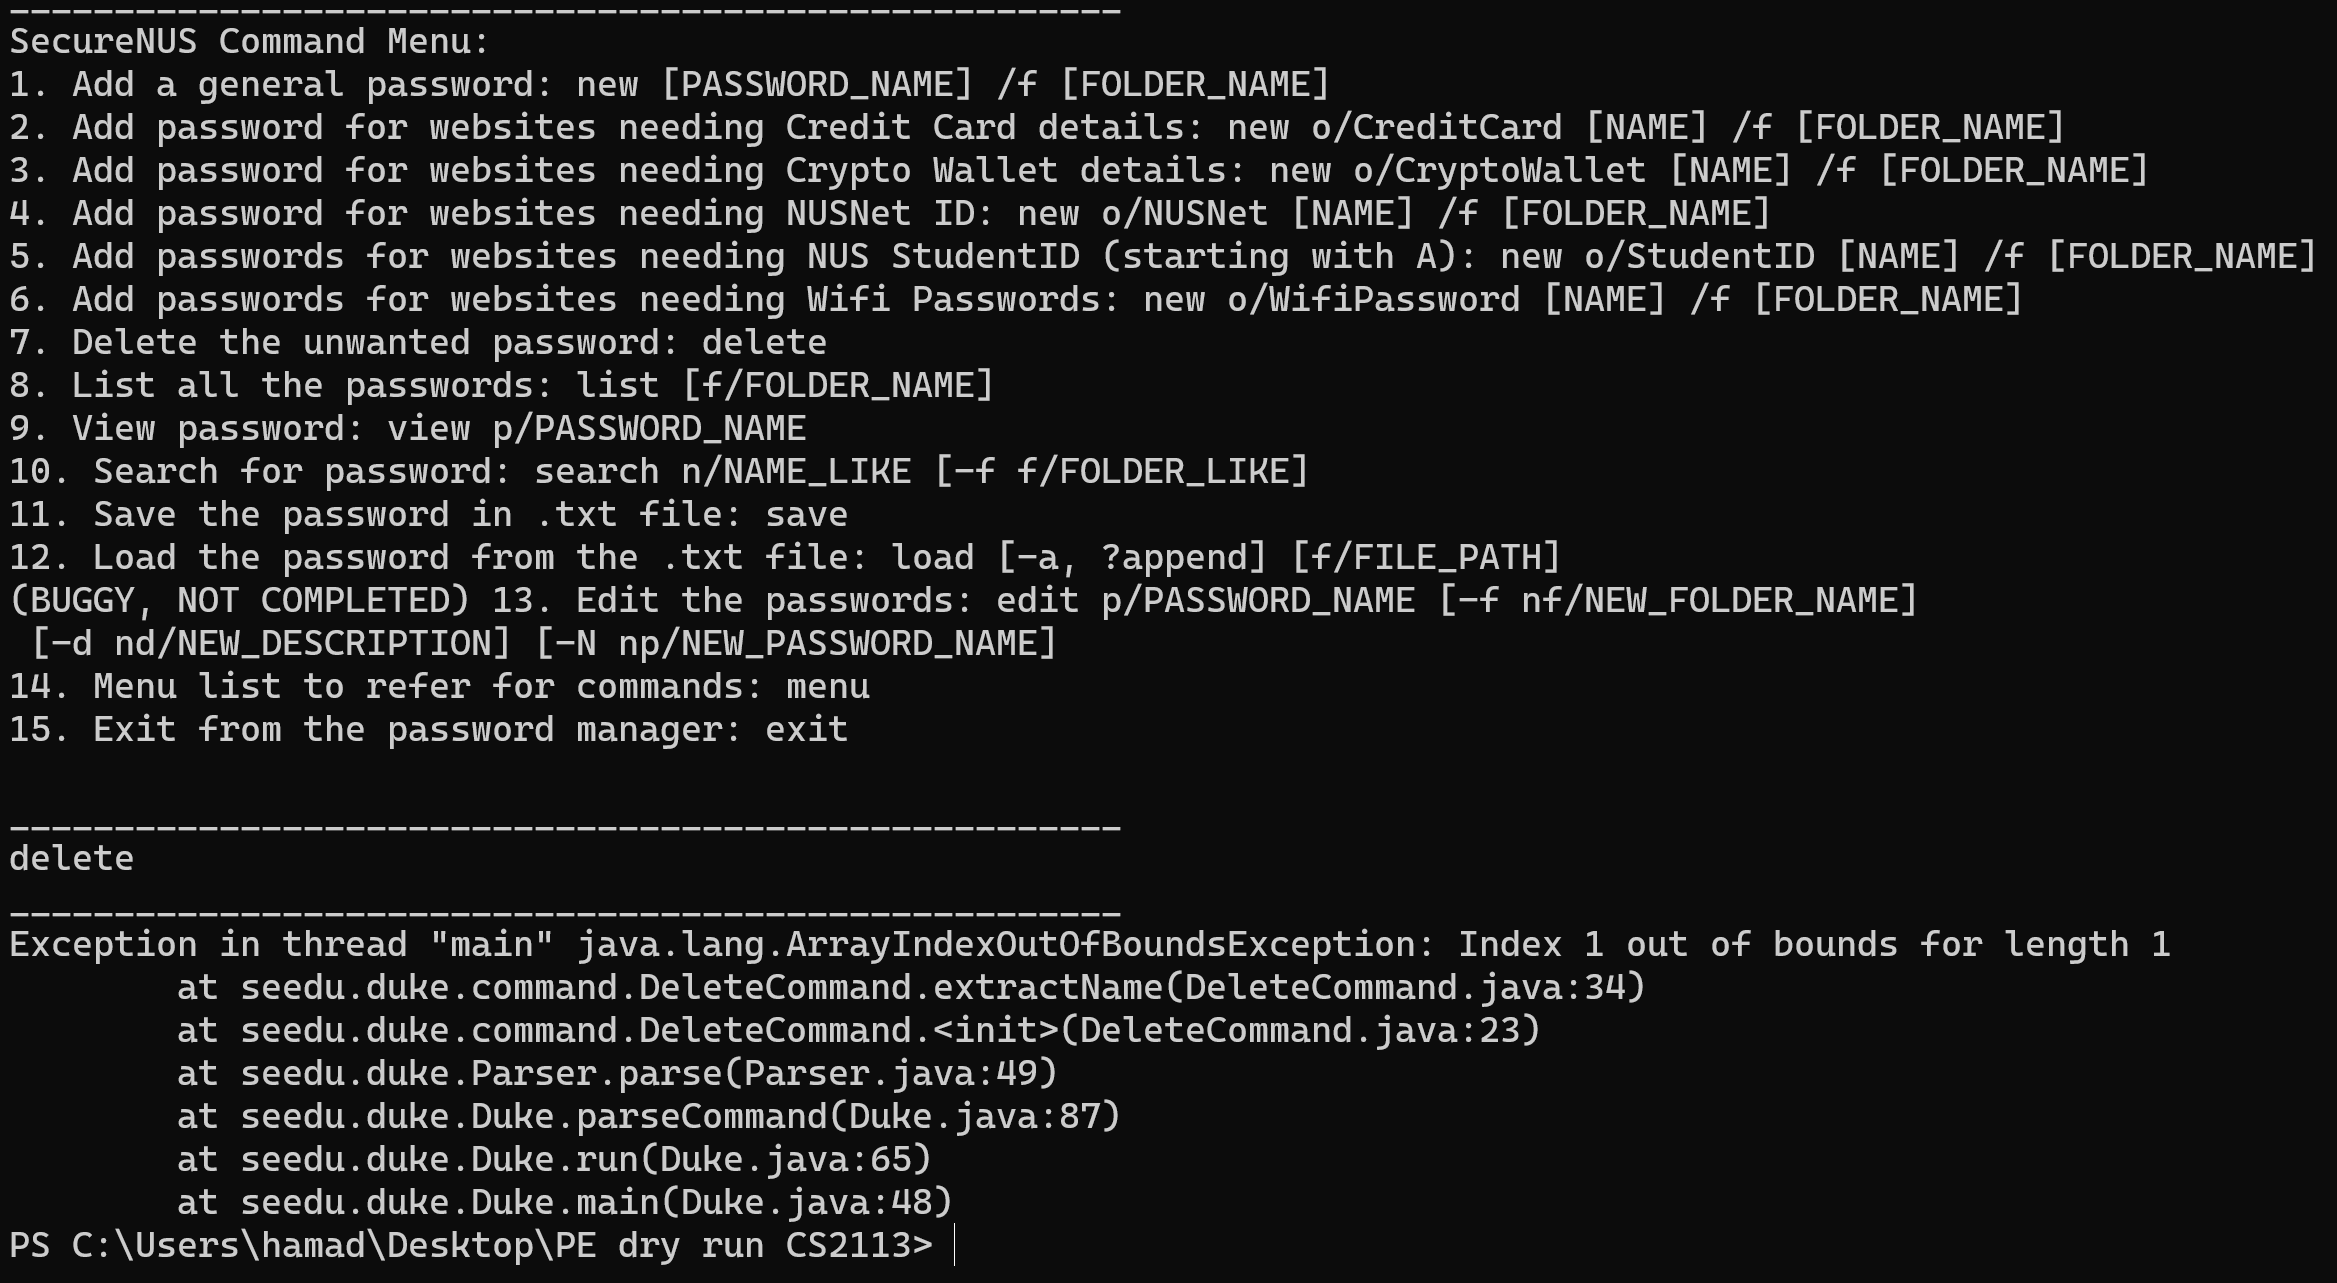 SecureNUS Command Menu:
1. Add a general password: new [PASSWORD_NAME] /f [FOLDER_NAME]
2. Add password for websites needing Credit Card details: new o/CreditCard [NAME] /f [FOLDER_NAME]
3. Add password for websites needing Crypto Wallet details: new o/CryptoWallet [NAME] /f [FOLDER_NAME]
4. Add password for websites needing NUSNet ID: new o/NUSNet [NAME] /f [FOLDER_NAME]
5. Add passwords for websites needing NUS StudentID (starting with A): new o/StudentID [NAME] /f [FOLDER_NAME]
6. Add passwords for websites needing Wifi Passwords: new o/WifiPassword [NAME] /f [FOLDER_NAME]
7. Delete the unwanted password: delete
8. List all the passwords: list [f/FOLDER_NAME]
9. View password: view p/PASSWORD_NAME
10. Search for password: search n/NAME_LIKE [-f f/FOLDER_LIKE]
11. Save the password in .txt file: save
12. Load the password from the .txt file: load [-a, ?append] [f/FILE_PATH]
(BUGGY, NOT COMPLETED) 13. Edit the passwords: edit p/PASSWORD_NAME [-f nf/NEW_FOLDER_NAME]
 [-d nd/NEW_DESCRIPTION] [-N np/NEW_PASSWORD_NAME]
14. Menu list to refer for commands: menu
15. Exit from the password manager: exit
delete
Exception in thread "main" java.lang.ArrayIndexOutOfBoundsException: Index 1 out of bounds for length 1
        at seedu.duke.command.DeleteCommand.extractName(DeleteCommand.java:34)
        at seedu.duke.command.DeleteCommand.<init>(DeleteCommand.java:23)
        at seedu.duke.Parser.parse(Parser.java:49)
        at seedu.duke.Duke.parseCommand(Duke.java:87)
        at seedu.duke.Duke.run(Duke.java:65)
        at seedu.duke.Duke.main(Duke.java:48)
PS C:\Users\hamad\Desktop\PE dry run CS2113>